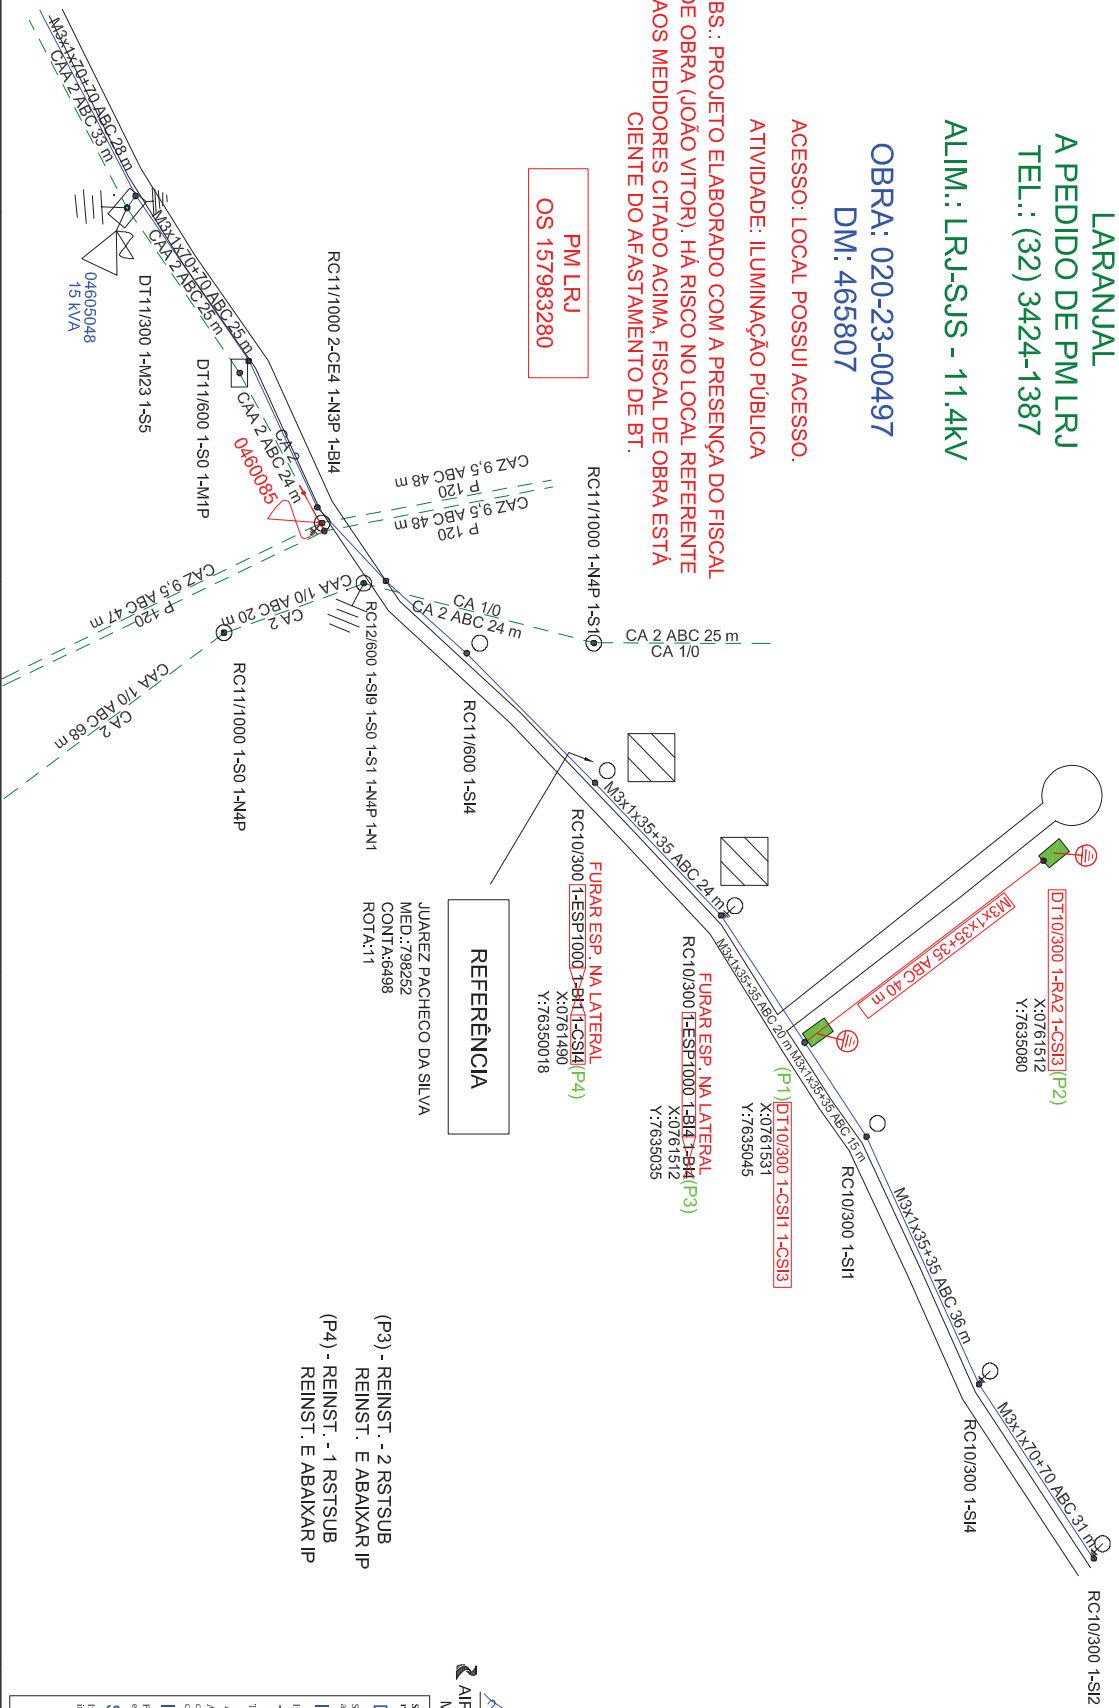 LARANJAL
A PEDIDO DE PM LRJ
TEL.: (32) 3424-1387
ALIM.: LRJ-SJS - 11.4kV
OBRA: 020-23-00497
DM: 465807
ACESSO: LOCAL POSSUI ACESSO.
ATIVIDADE: ILUMINAÇÃO PÚBLICA
BS.: PROJETO ELABORADO COM A PRESENÇA DO FISCAL
DE OBRA (JOÃO VITOR). HÁ RISCO NO LOCAL REFERENTE
AOS MEDIDORES CITADO ACIMA, FISCAL DE OBRA ESTÁ
CIENTE DO AFASTAMENTO DE BT.
PM LRJ
OS 157983280
M3x1x70+70 ABC 28 m
CAA 2 ABC 33 m
04605048
15 kVA
DT11/300 1-M23 1-S5
M3x1x70+70 ABC 25 m
CAA 2 ABC 25 m
DT11/600 1-S0 1-M1P
CA 2
CAA 2 ABC 24 m
0460085
RC11/1000 2-CE4 1-N3P 1-BI4
P 120
CAZ 9,5 ABC 48 m
P 120
CAZ 9,5 ABC 48 m
P 120
CAZ 9,5 ABC 47 m
CA 2
CAA 1/0 ABC 20 m
CA 2
CAA 1/0 ABC 68 m
RC11/1000 1-S0 1-N4P
RC12/600 1-SI9 1-S0 1-S1 1-N4P 1-N1
CA 1/0
CA 2 ABC 24 m
RC11/1000 1-N4P 1-S1
CA 2 ABC 25 m
CA 1/0
RC11/600 1-SI4
REFERÊNCIA
JUAREZ PACHECO DA SILVA
MED.:798252
CONTA:6498
ROTA:11
M3x1x35+35 ABC 24 m
FURAR ESP. NA LATERAL
RC10/300 1-ESP1000 1-BI1 1-CSI4 (P4)
X:0761490
Y:76350018
FURAR ESP. NA LATERAL
RC10/300 1-ESP1000 1-BI4 1-BI4 (P3)
X:0761512
Y:7635035
M3x1x35+35 ABC 20 m
M3x1x35+35 ABC 15 m
(P1) DT10/300 1-CSI1 1-CSI3
X:0761531
Y:7635045
M3x1x35+35 ABC 40 m
DT10/300 1-RA2 1-CSI3 (P2)
X:0761512
Y:7635080
RC10/300 1-SI1
M3x1x35+35 ABC 36 m
RC10/300 1-SI4
M3x1x70+70 ABC 31 m
RC10/300 1-SI2
(P3) - REINST. - 2 RSTSUB
REINST. E ABAIXAR IP
(P4) - REINST. - 1 RSTSUB
REINST. E ABAIXAR IP